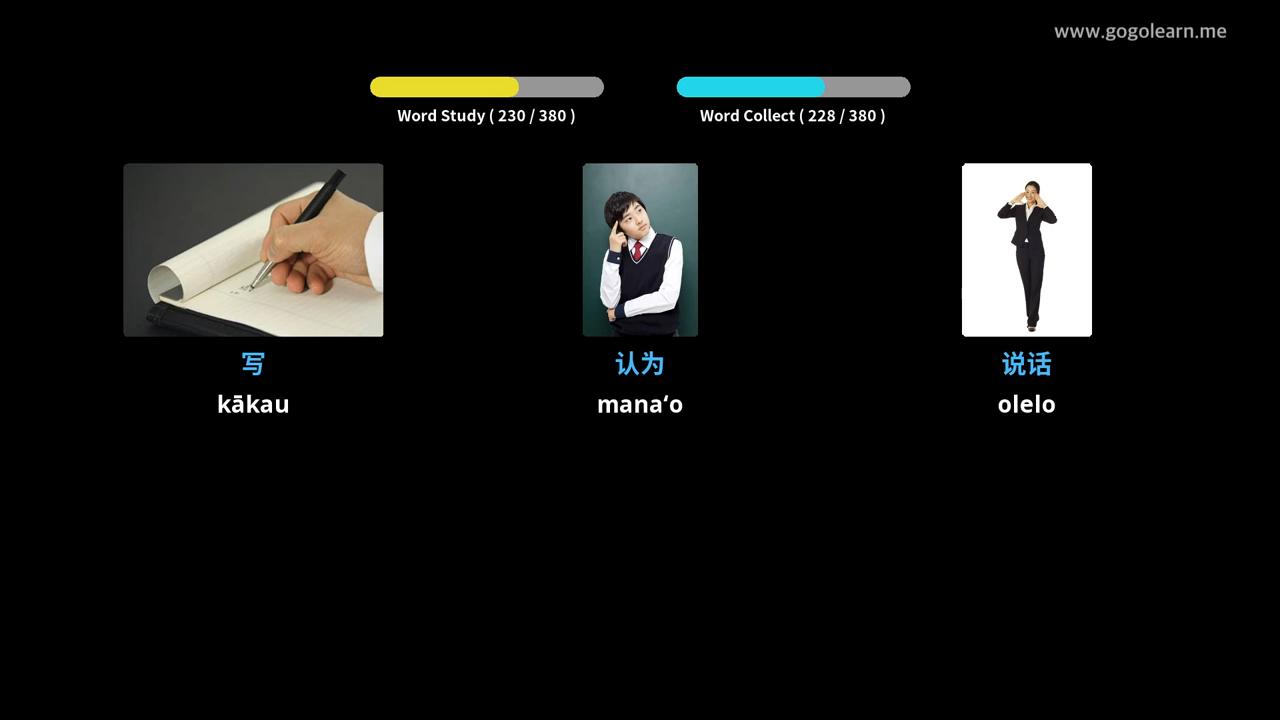 www.gogolearn.me
Word Study ( 230 / 380 )
Word Collect ( 228 / 380 )
写
认为
说话
kākau
manaʻo
olelo